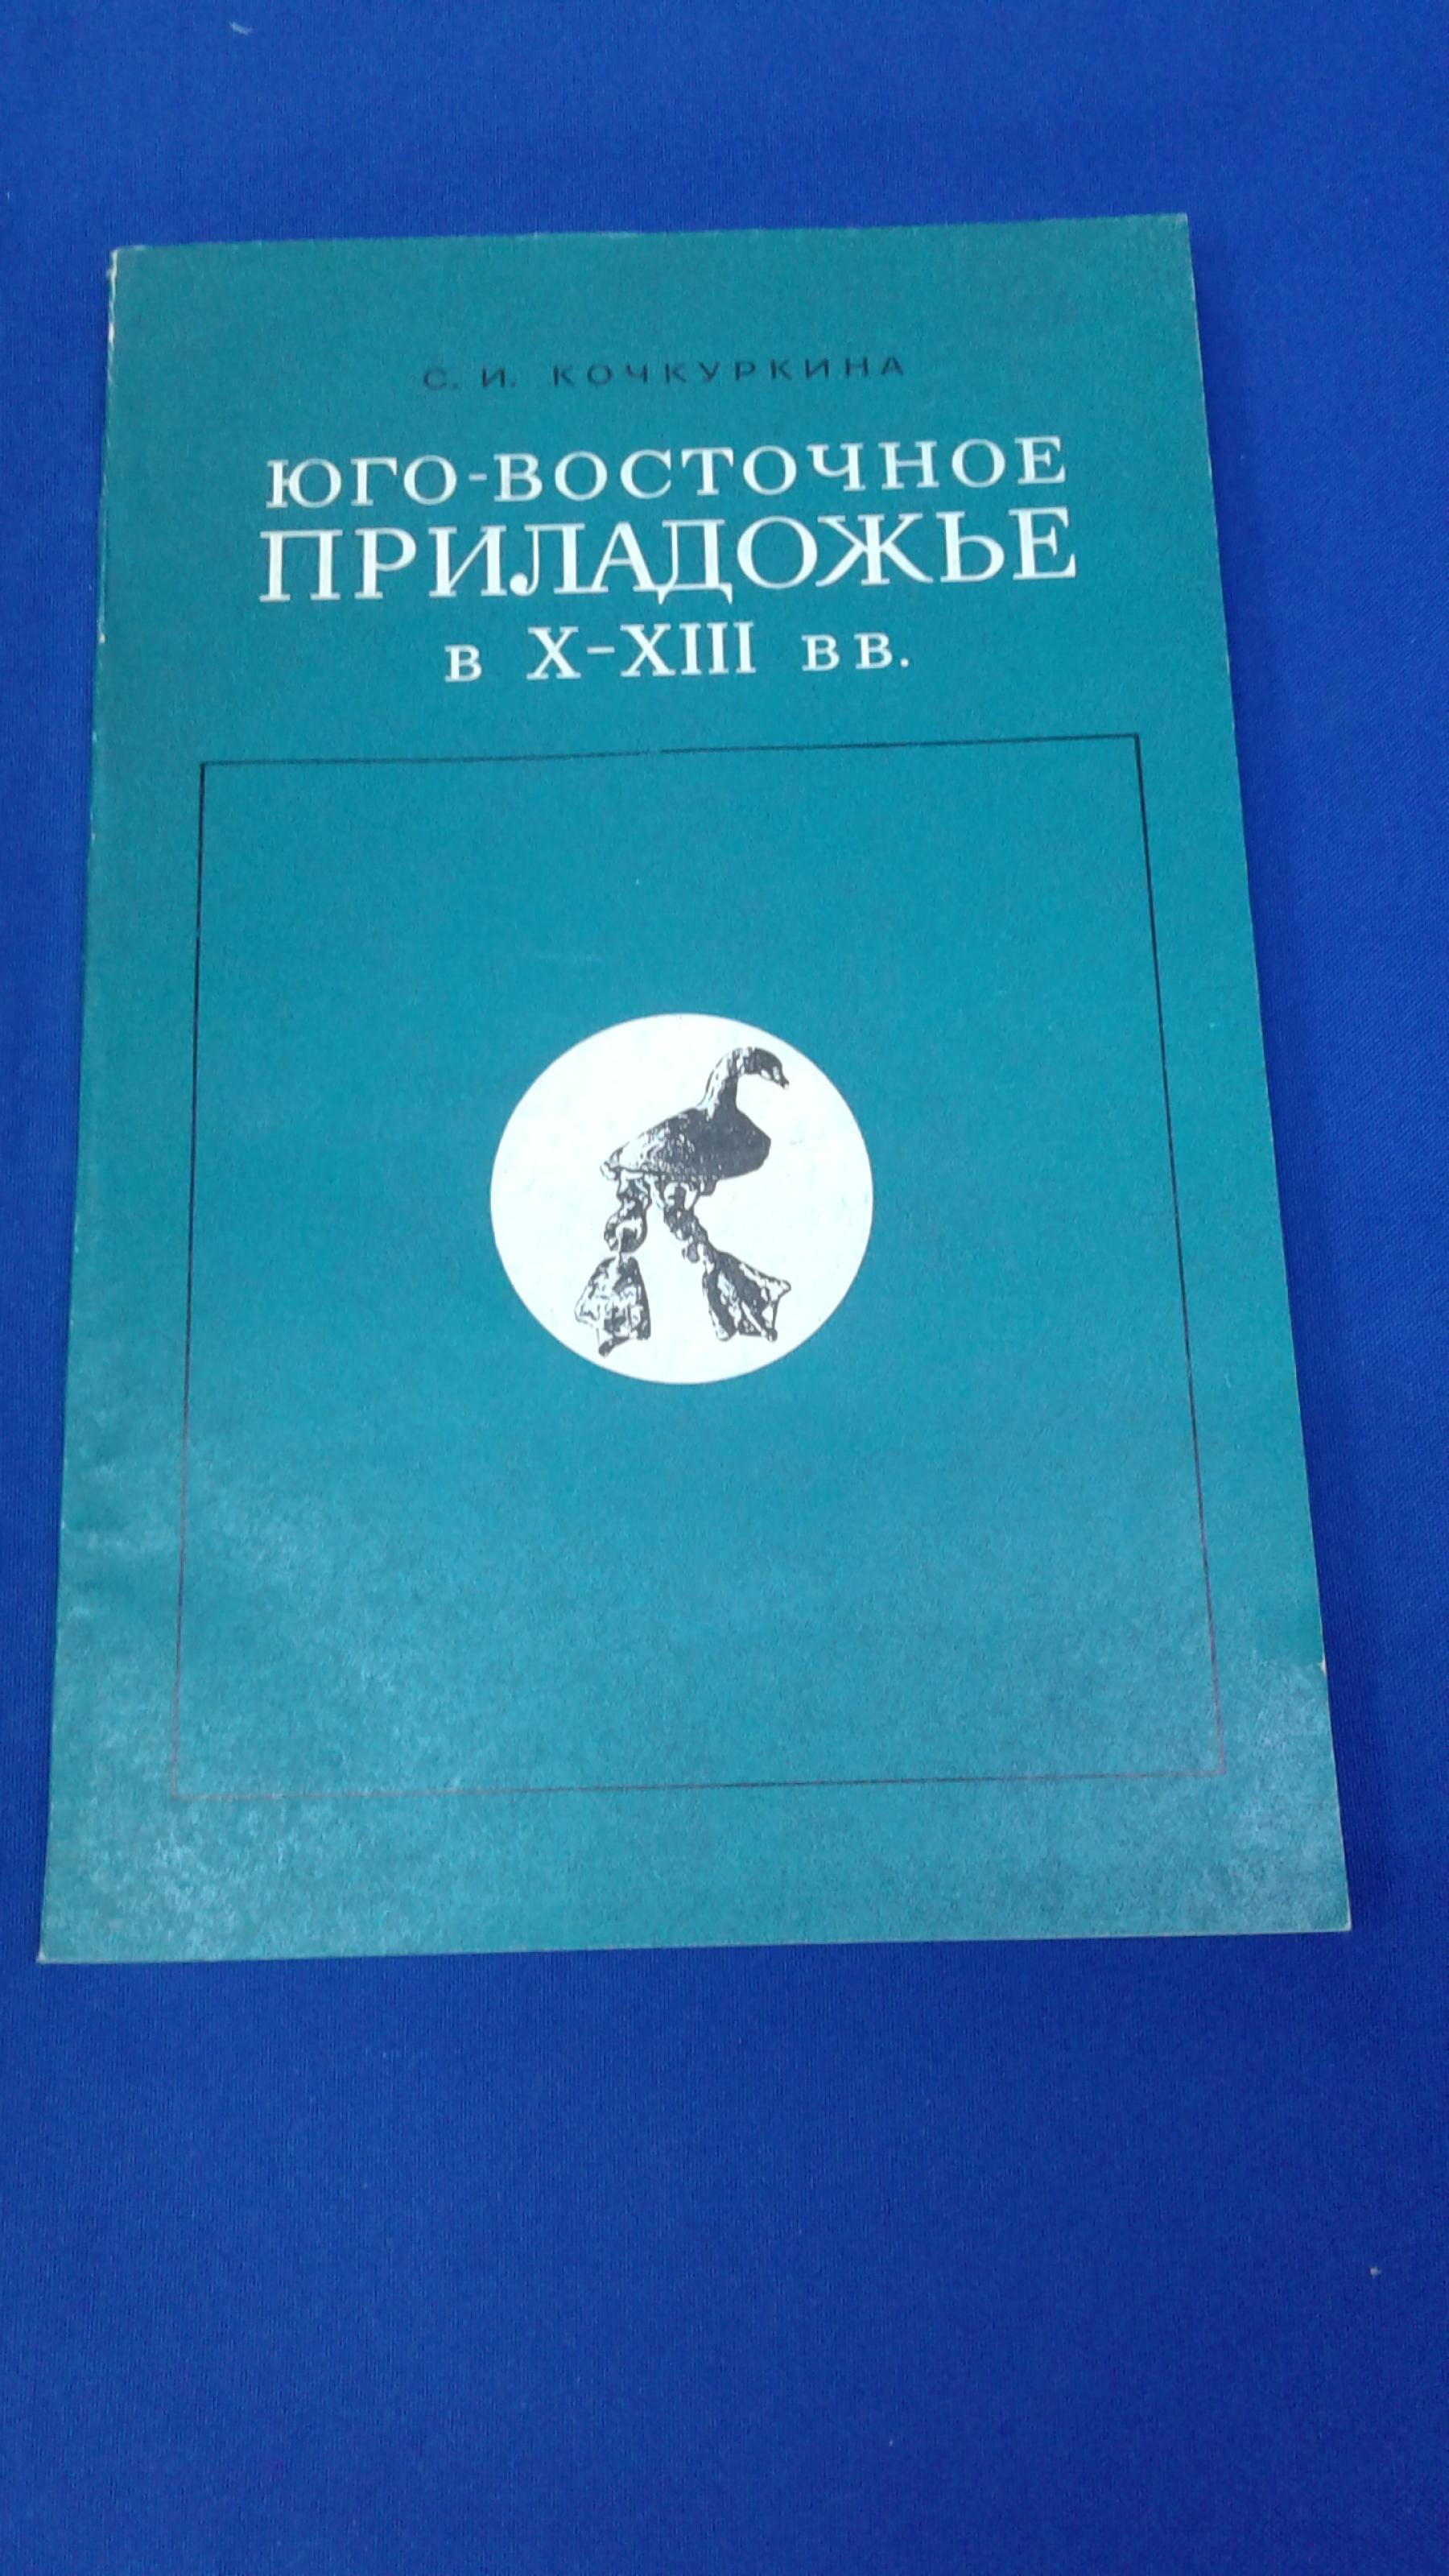 С. И. КОЧКУРКИНА
ЮГО-ВОСТОЧНОЕ
ПРИЛАДОЖЬЕ
в X-XIII вв.